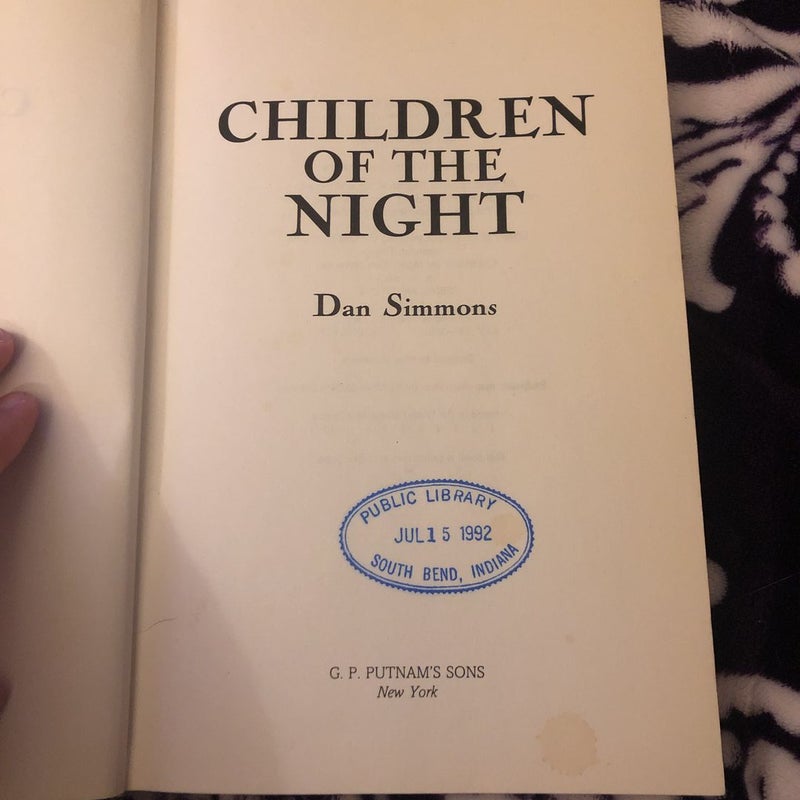 CHILDREN
OF THE
NIGHT
Dan Simmons
PUBLIC LIBRARY
JUL 15 1992
SOUTH BEND, INDIANA
G. P. PUTNAM'S SONS
New York